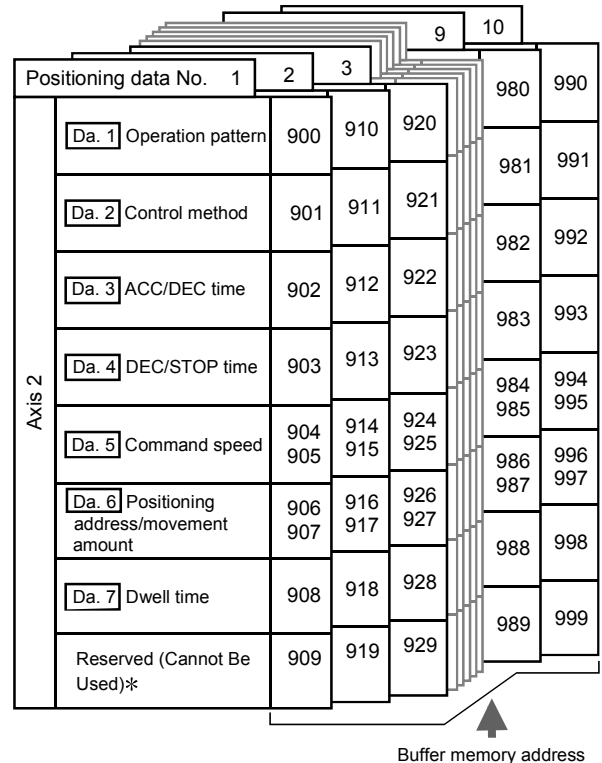 Positioning data No. 1 2 3 9 10
Da. 1 Operation pattern 900 910 920 980 990
Da. 2 Control method 901 911 921 981 991
Da. 3 ACC/DEC time 902 912 922 982 992
Da. 4 DEC/STOP time 903 913 923 983 993
Da. 5 Command speed 904 914 924 984 994
905 915 925 985 995
Da. 6 Positioning 906 916 926 986 996
address/movement 907 917 927 987 997
amount
Da. 7 Dwell time 908 918 928 988 998
Reserved (Cannot Be 909 919 929 989 999
Used)*
Axis 2
Buffer memory address